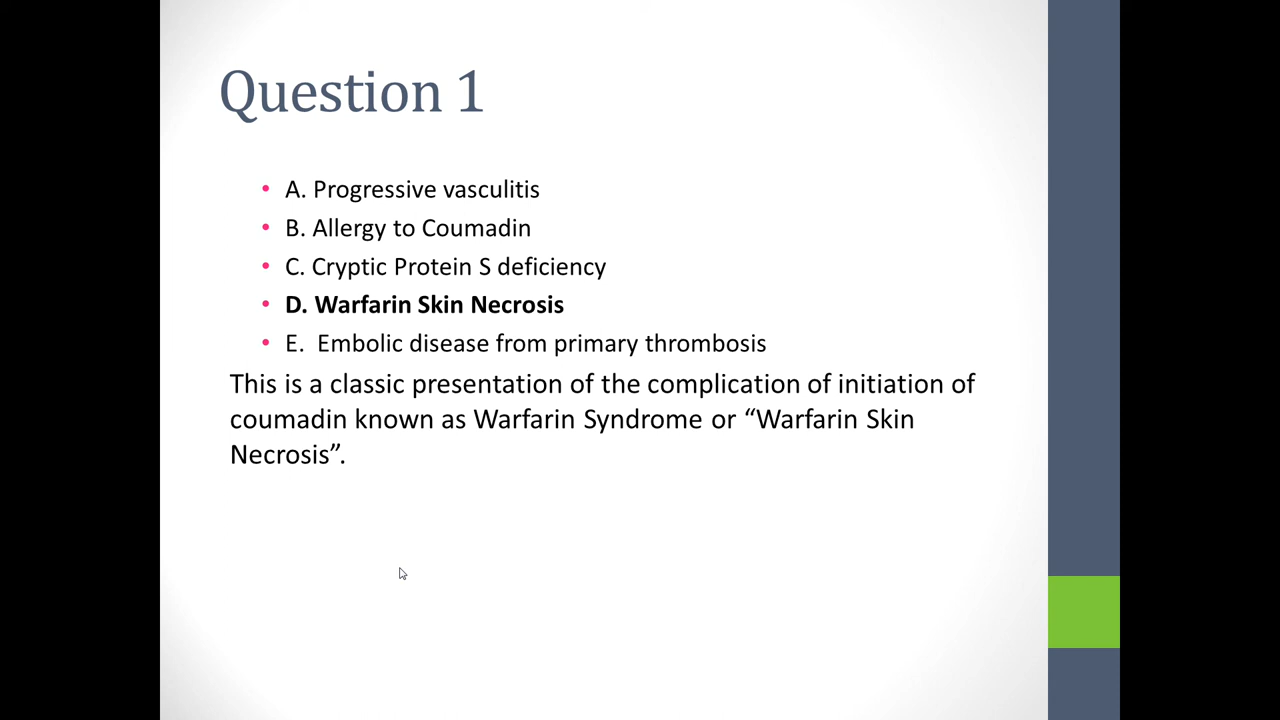 Question 1
• A. Progressive vasculitis
• B. Allergy to Coumadin
• C. Cryptic Protein S deficiency
• D. Warfarin Skin Necrosis
• E.  Embolic disease from primary thrombosis
This is a classic presentation of the complication of initiation of
coumadin known as Warfarin Syndrome or “Warfarin Skin
Necrosis”.